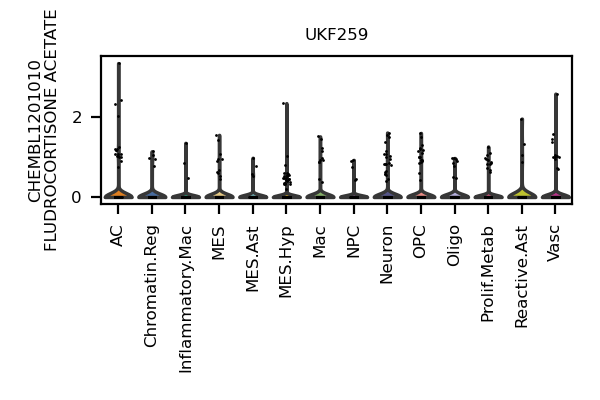 UKF259
CHEMBL1201010
FLUDROCORTISONE ACETATE
2
0
AC
Chromatin.Reg
Inflammatory.Mac
MES
MES.Ast
MES.Hyp
Mac
NPC
Neuron
OPC
Oligo
Prolif.Metab
Reactive.Ast
Vasc